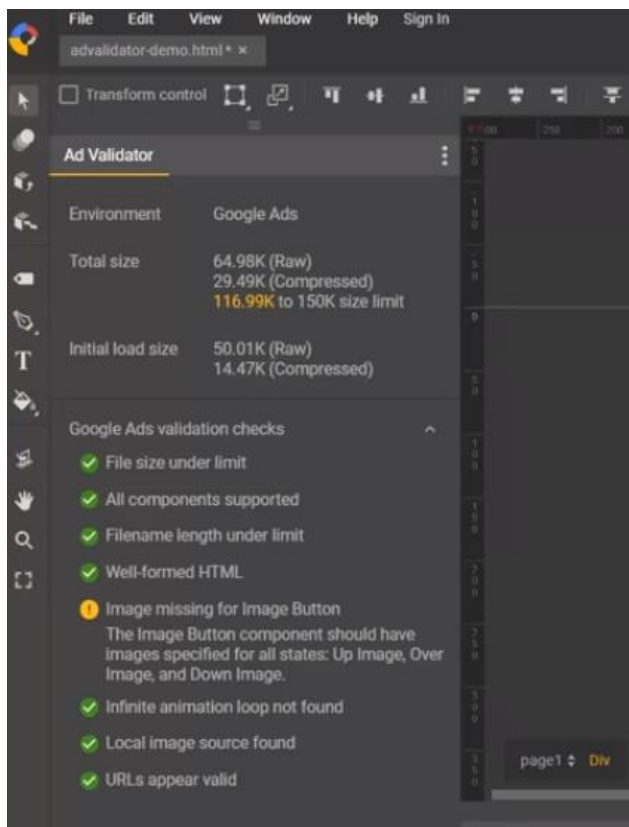 File Edit View Window Help Sign In
advalidator-demo.html* ×
Transform control
Ad Validator
Environment Google Ads
Total size 64.98K (Raw)
29.49K (Compressed)
116.99K to 150K size limit
Initial load size 50.01K (Raw)
14.47K (Compressed)
Google Ads validation checks
File size under limit
All components supported
Filename length under limit
Well-formed HTML
Image missing for Image Button
The Image Button component should have
images specified for all states: Up Image, Over
Image, and Down Image.
Infinite animation loop not found
Local image source found
URLs appear valid
page1 Div